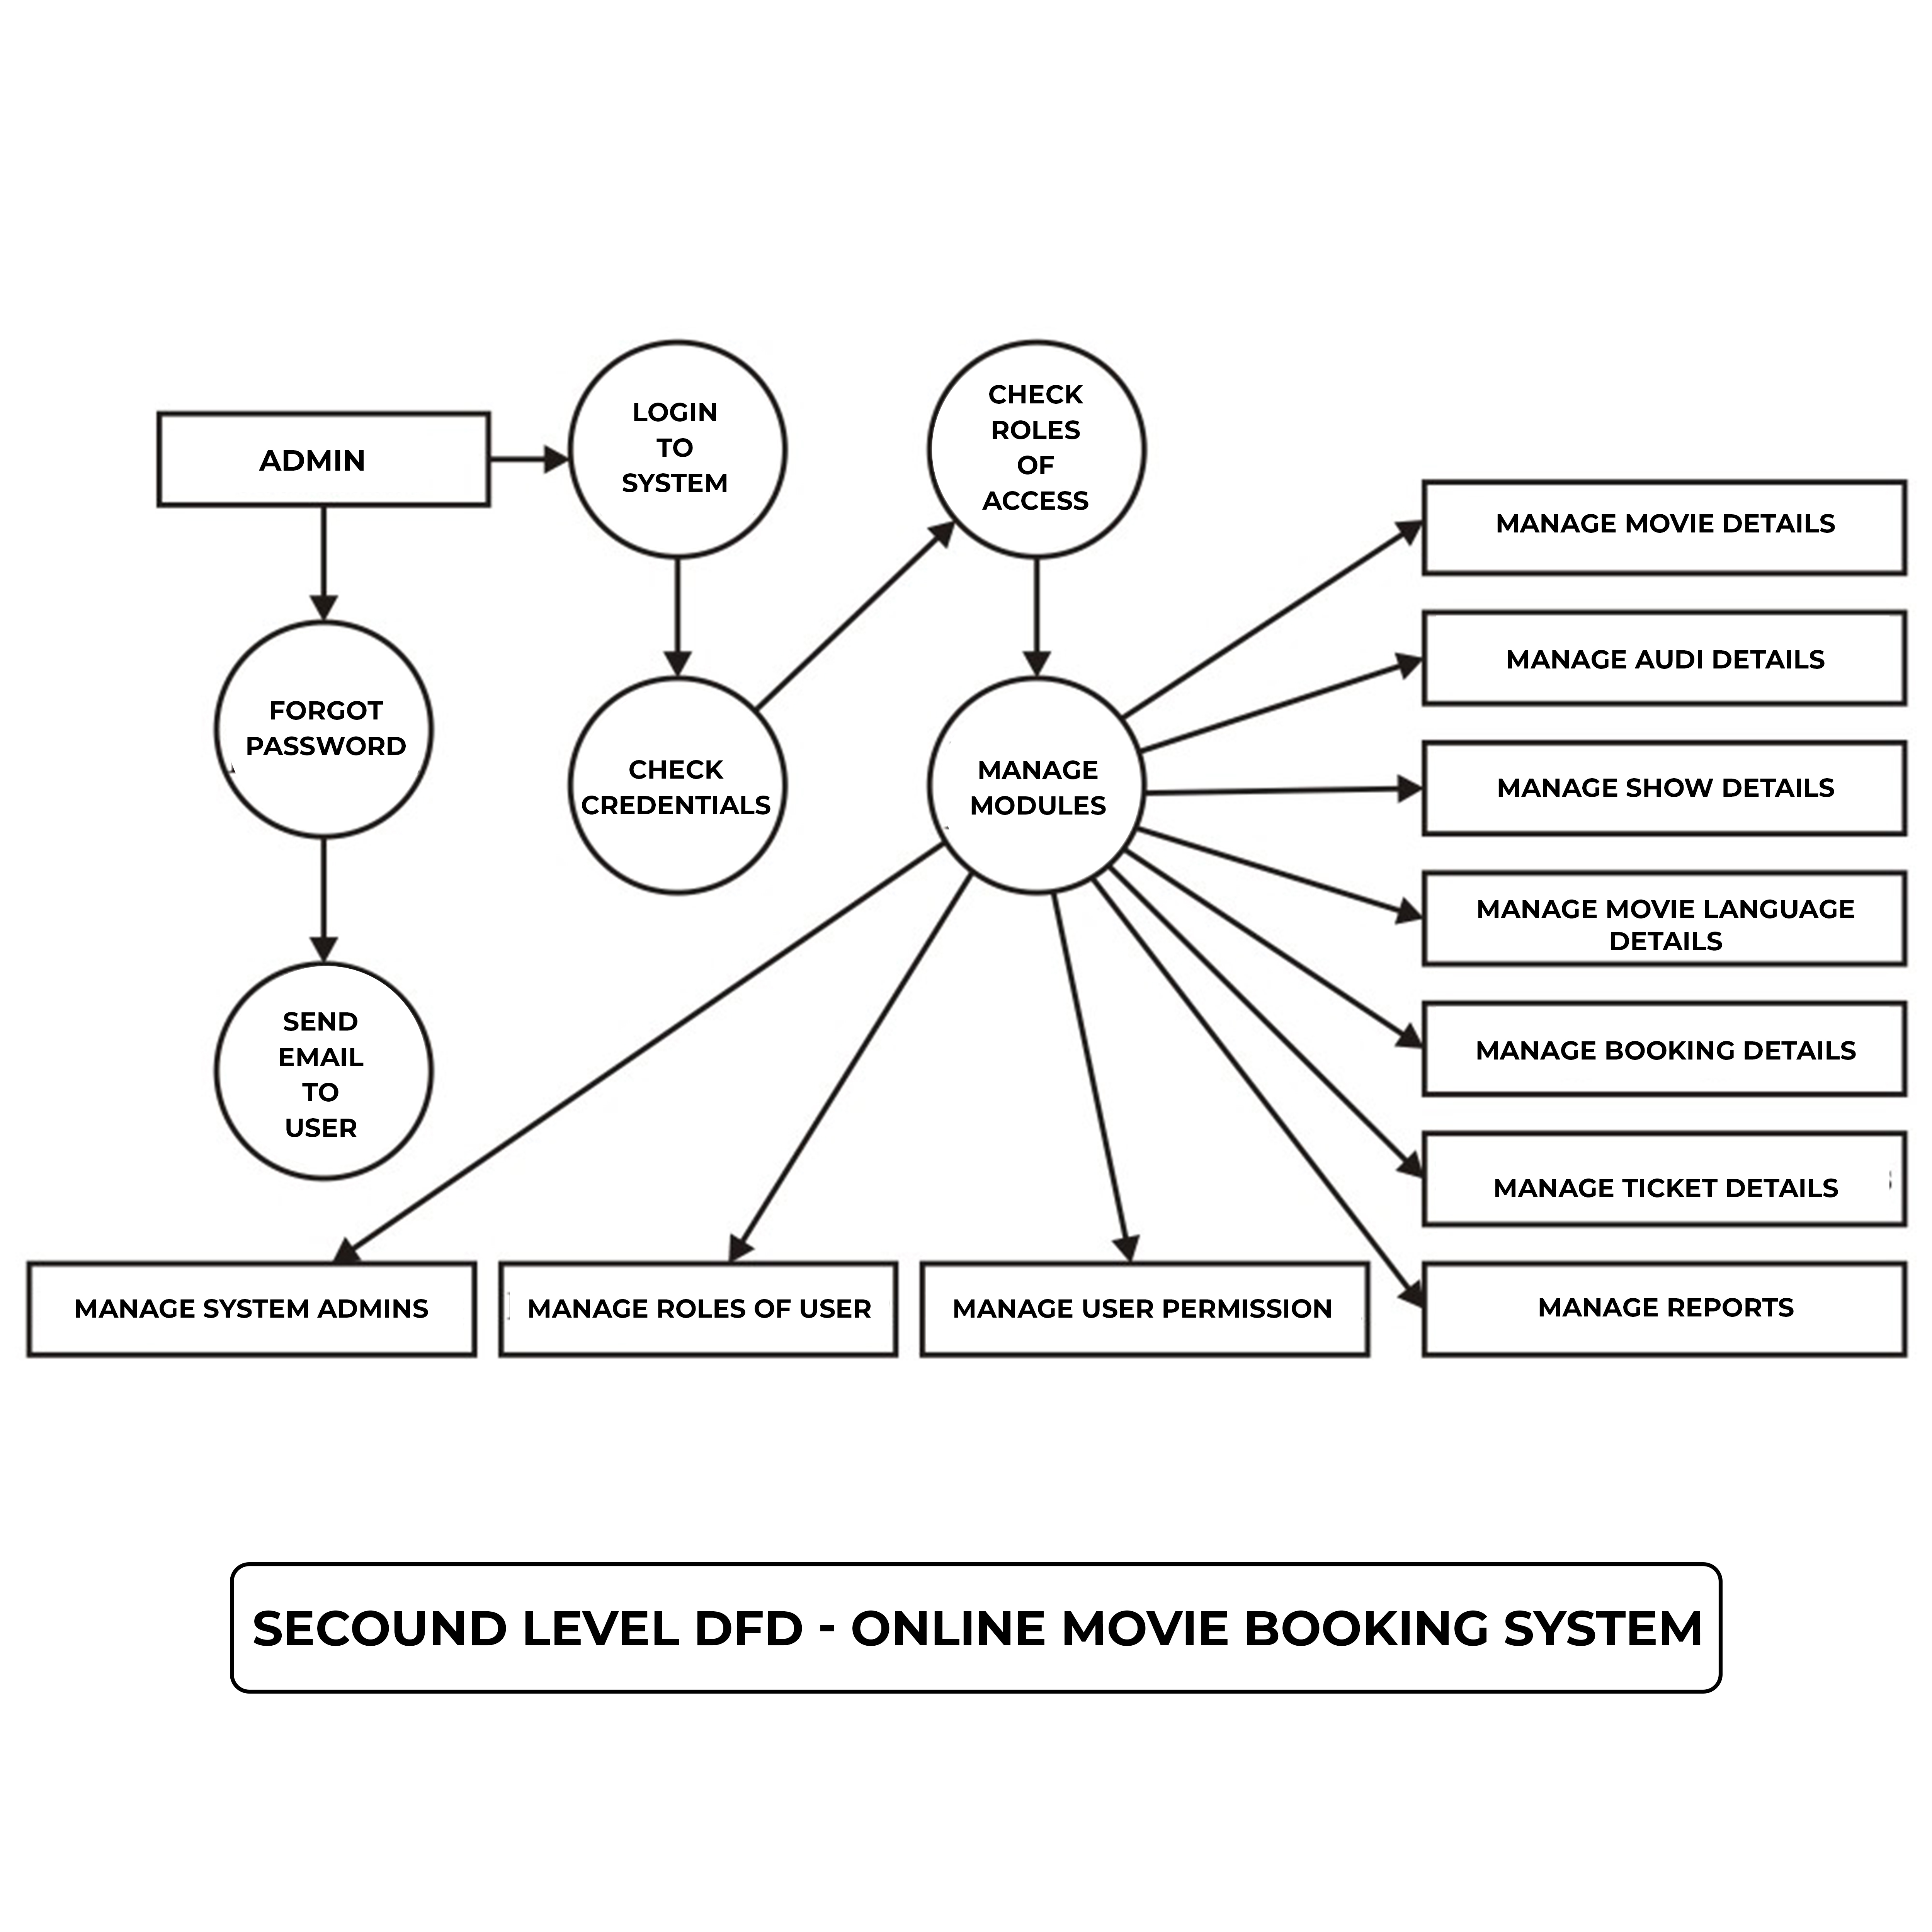 LOGIN
TO
SYSTEM
CHECK
ROLES
OF
ACCESS
ADMIN
FORGOT
PASSWORD
CHECK
CREDENTIALS
MANAGE
MODULES
SEND
EMAIL
TO
USER
MANAGE MOVIE DETAILS
MANAGE AUDI DETAILS
MANAGE SHOW DETAILS
MANAGE MOVIE LANGUAGE
DETAILS
MANAGE BOOKING DETAILS
MANAGE TICKET DETAILS
MANAGE SYSTEM ADMINS
MANAGE ROLES OF USER
MANAGE USER PERMISSION
MANAGE REPORTS
SECOUND LEVEL DFD - ONLINE MOVIE BOOKING SYSTEM